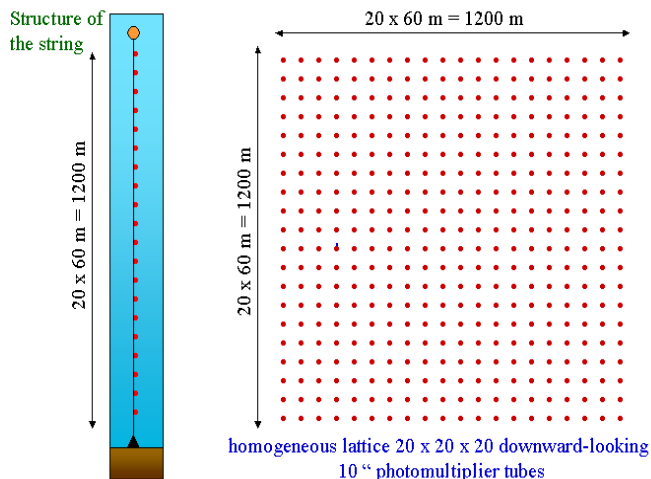 Structure of
the string
20 x 60 m = 1200 m
20 x 60 m = 1200 m
20 x 60 m = 1200 m
homogeneous lattice 20 x 20 x 20 downward-looking
10 “ photomultiplier tubes